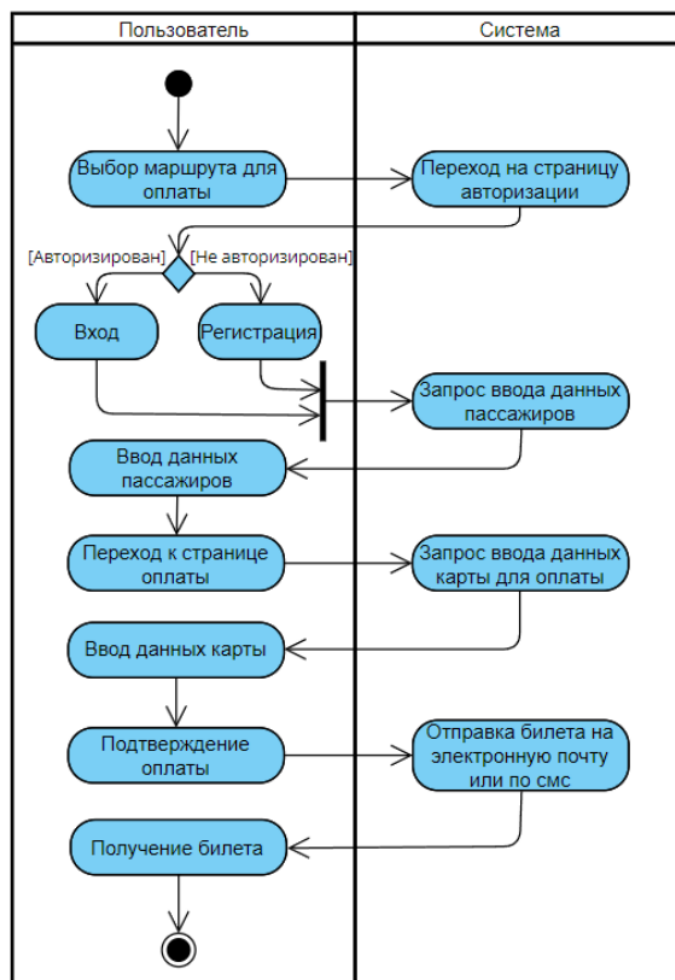 Пользователь
Система
Выбор маршрута для
оплаты
Переход на страницу
авторизации
[Авторизирован]
[Не авторизирован]
Вход
Регистрация
Запрос ввода данных
пассажиров
Ввод данных
пассажиров
Переход к странице
оплаты
Запрос ввода данных
карты для оплаты
Ввод данных карты
Подтверждение
оплаты
Отправка билета на
электронную почту
или по смс
Получение билета